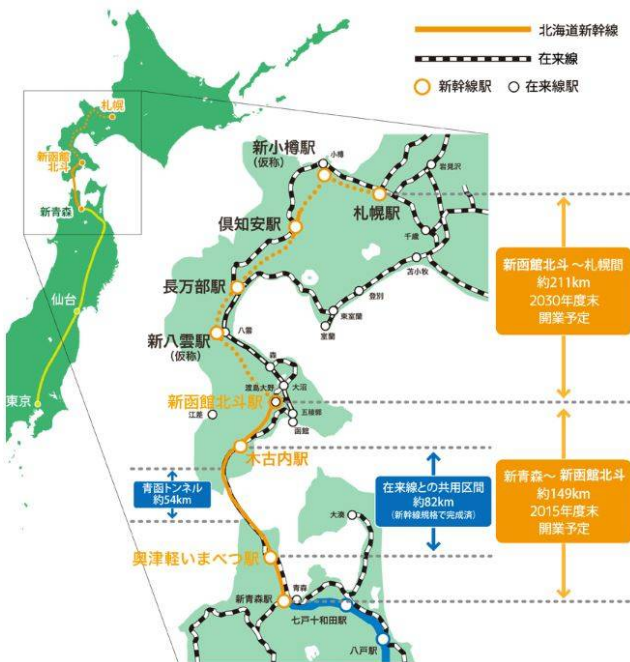 北海道新幹線
在来線
新幹線駅
在来線駅
札幌
新函館
北斗
新青森
仙台
東京
新小樽駅
(仮称)
小樽
岩見沢
札幌駅
倶知安駅
千歳
苫小牧
長万部駅
登別
東室蘭
室蘭
新八雲駅
(仮称)
八雲
森
渡島大野
大沼
新函館北斗駅
江差
五稜郭
函館
木古内駅
新函館北斗~札幌間
約211km
2030年度末
開業予定
青函トンネル
約54km
在来線との共用区間
約82km
(新幹線規格で完成済)
新青森~ 新函館北斗
約149km
2015年度末
開業予定
大湊
奥津軽いまべつ駅
青森
新青森駅
七戸十和田駅
八戸駅